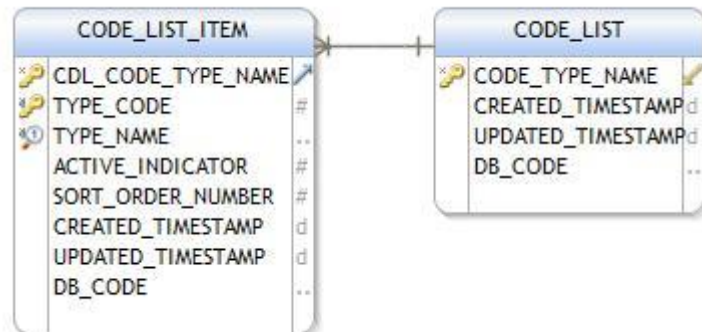 CODE_LIST_ITEM
CDL_CODE_TYPE_NAME
TYPE_CODE #
TYPE_NAME ..
ACTIVE_INDICATOR #
SORT_ORDER_NUMBER #
CREATED_TIMESTAMP d
UPDATED_TIMESTAMP d
DB_CODE ..
CODE_LIST
CODE_TYPE_NAME
CREATED_TIMESTAMP d
UPDATED_TIMESTAMP d
DB_CODE ..